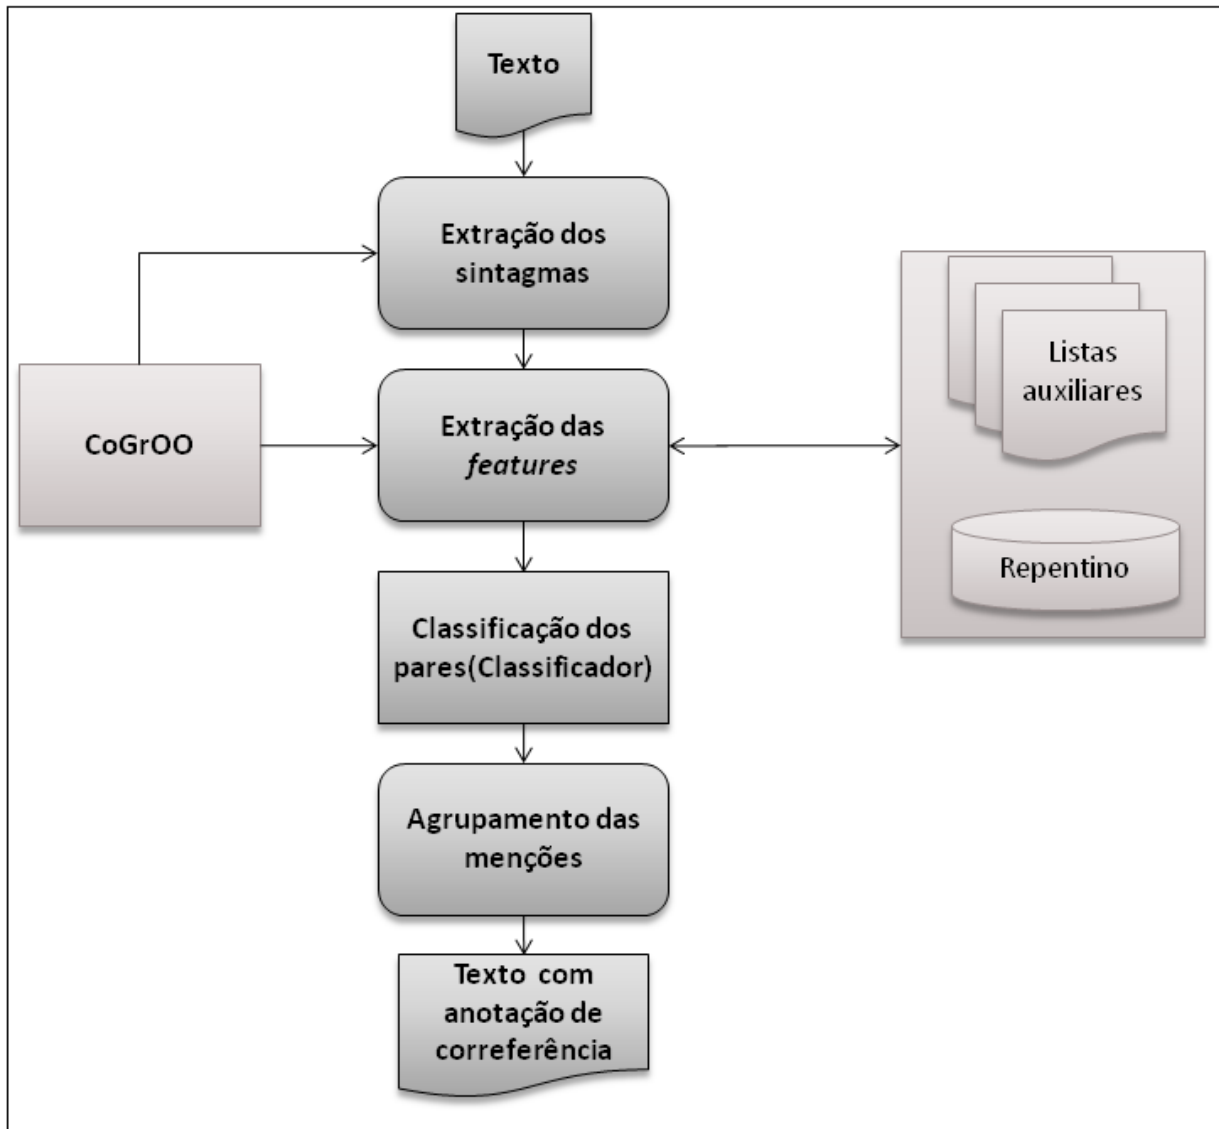 Texto
Extração dos
sintagmas
Listas
auxiliares
CoGrOO
Extração das
features
Repentino
Classificação dos
pares(Classificador)
Agrupamento das
menções
Texto com
anotação de
correferência